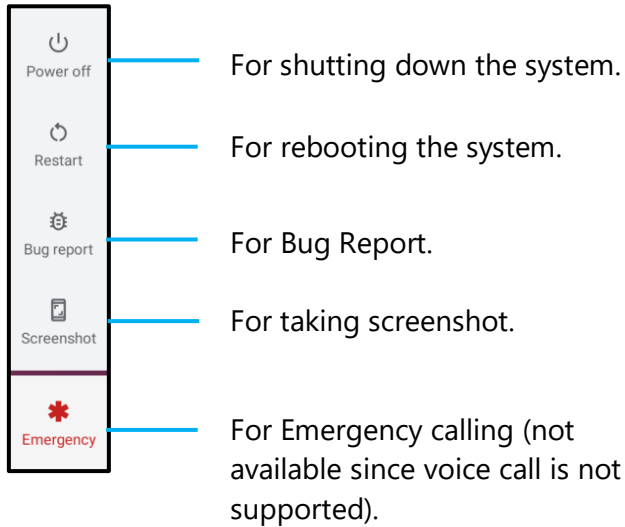 Power off
For shutting down the system.
Restart
For rebooting the system.
Bug report
For Bug Report.
Screenshot
For taking screenshot.
Emergency
For Emergency calling (not
available since voice call is not
supported).